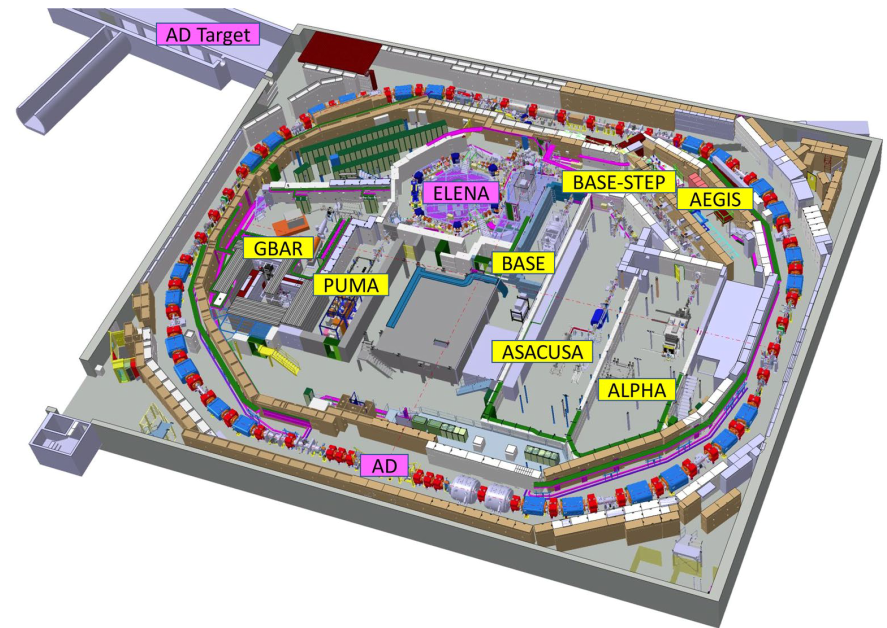 AD Target
ELENA
BASE-STEP
AEGIS
GBAR
BASE
PUMA
ASACUSA
ALPHA
AD